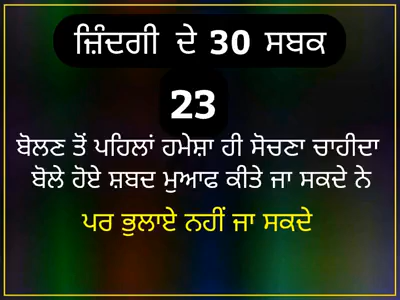 ਜ਼ਿੰਦਗੀ ਦੇ 30 ਸਬਕ
23
ਬੋਲਣ ਤੋਂ ਪਹਿਲਾਂ ਹਮੇਸ਼ਾ ਹੀ ਸੋਚਣਾ ਚਾਹੀਦਾ
ਬੋਲੇ ਹੋਏ ਸ਼ਬਦ ਮੁਆਫ ਕੀਤੇ ਜਾ ਸਕਦੇ ਨੇ
ਪਰ ਭੁਲਾਏ ਨਹੀਂ ਜਾ ਸਕਦੇ